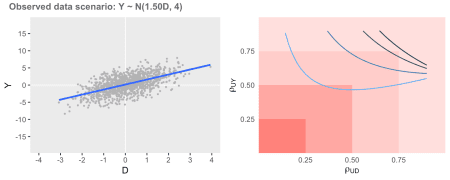 Observed data scenario: Y ~ N(1.50D, 4)
15
10
5
0
-5
-10
-15
Y
-4 -3 -2 -1 0 1 2 3 4
D
0.75
0.50
0.25
ρUY
0.25 0.50 0.75
ρUD